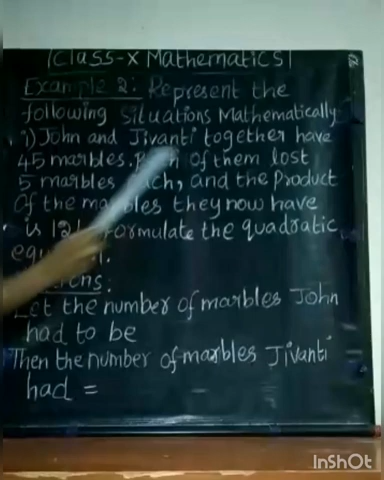 Class-x Mathematics
Example 2: Represent the
following Situations Mathematically
i) John and Jivanti together have
45 marbles. of them lost
5 marbles and the product
of the they now have
is formulate the quadratic
Let the number of marbles John
had to be
Then the number of marbles Jivanti
had =
InShOt